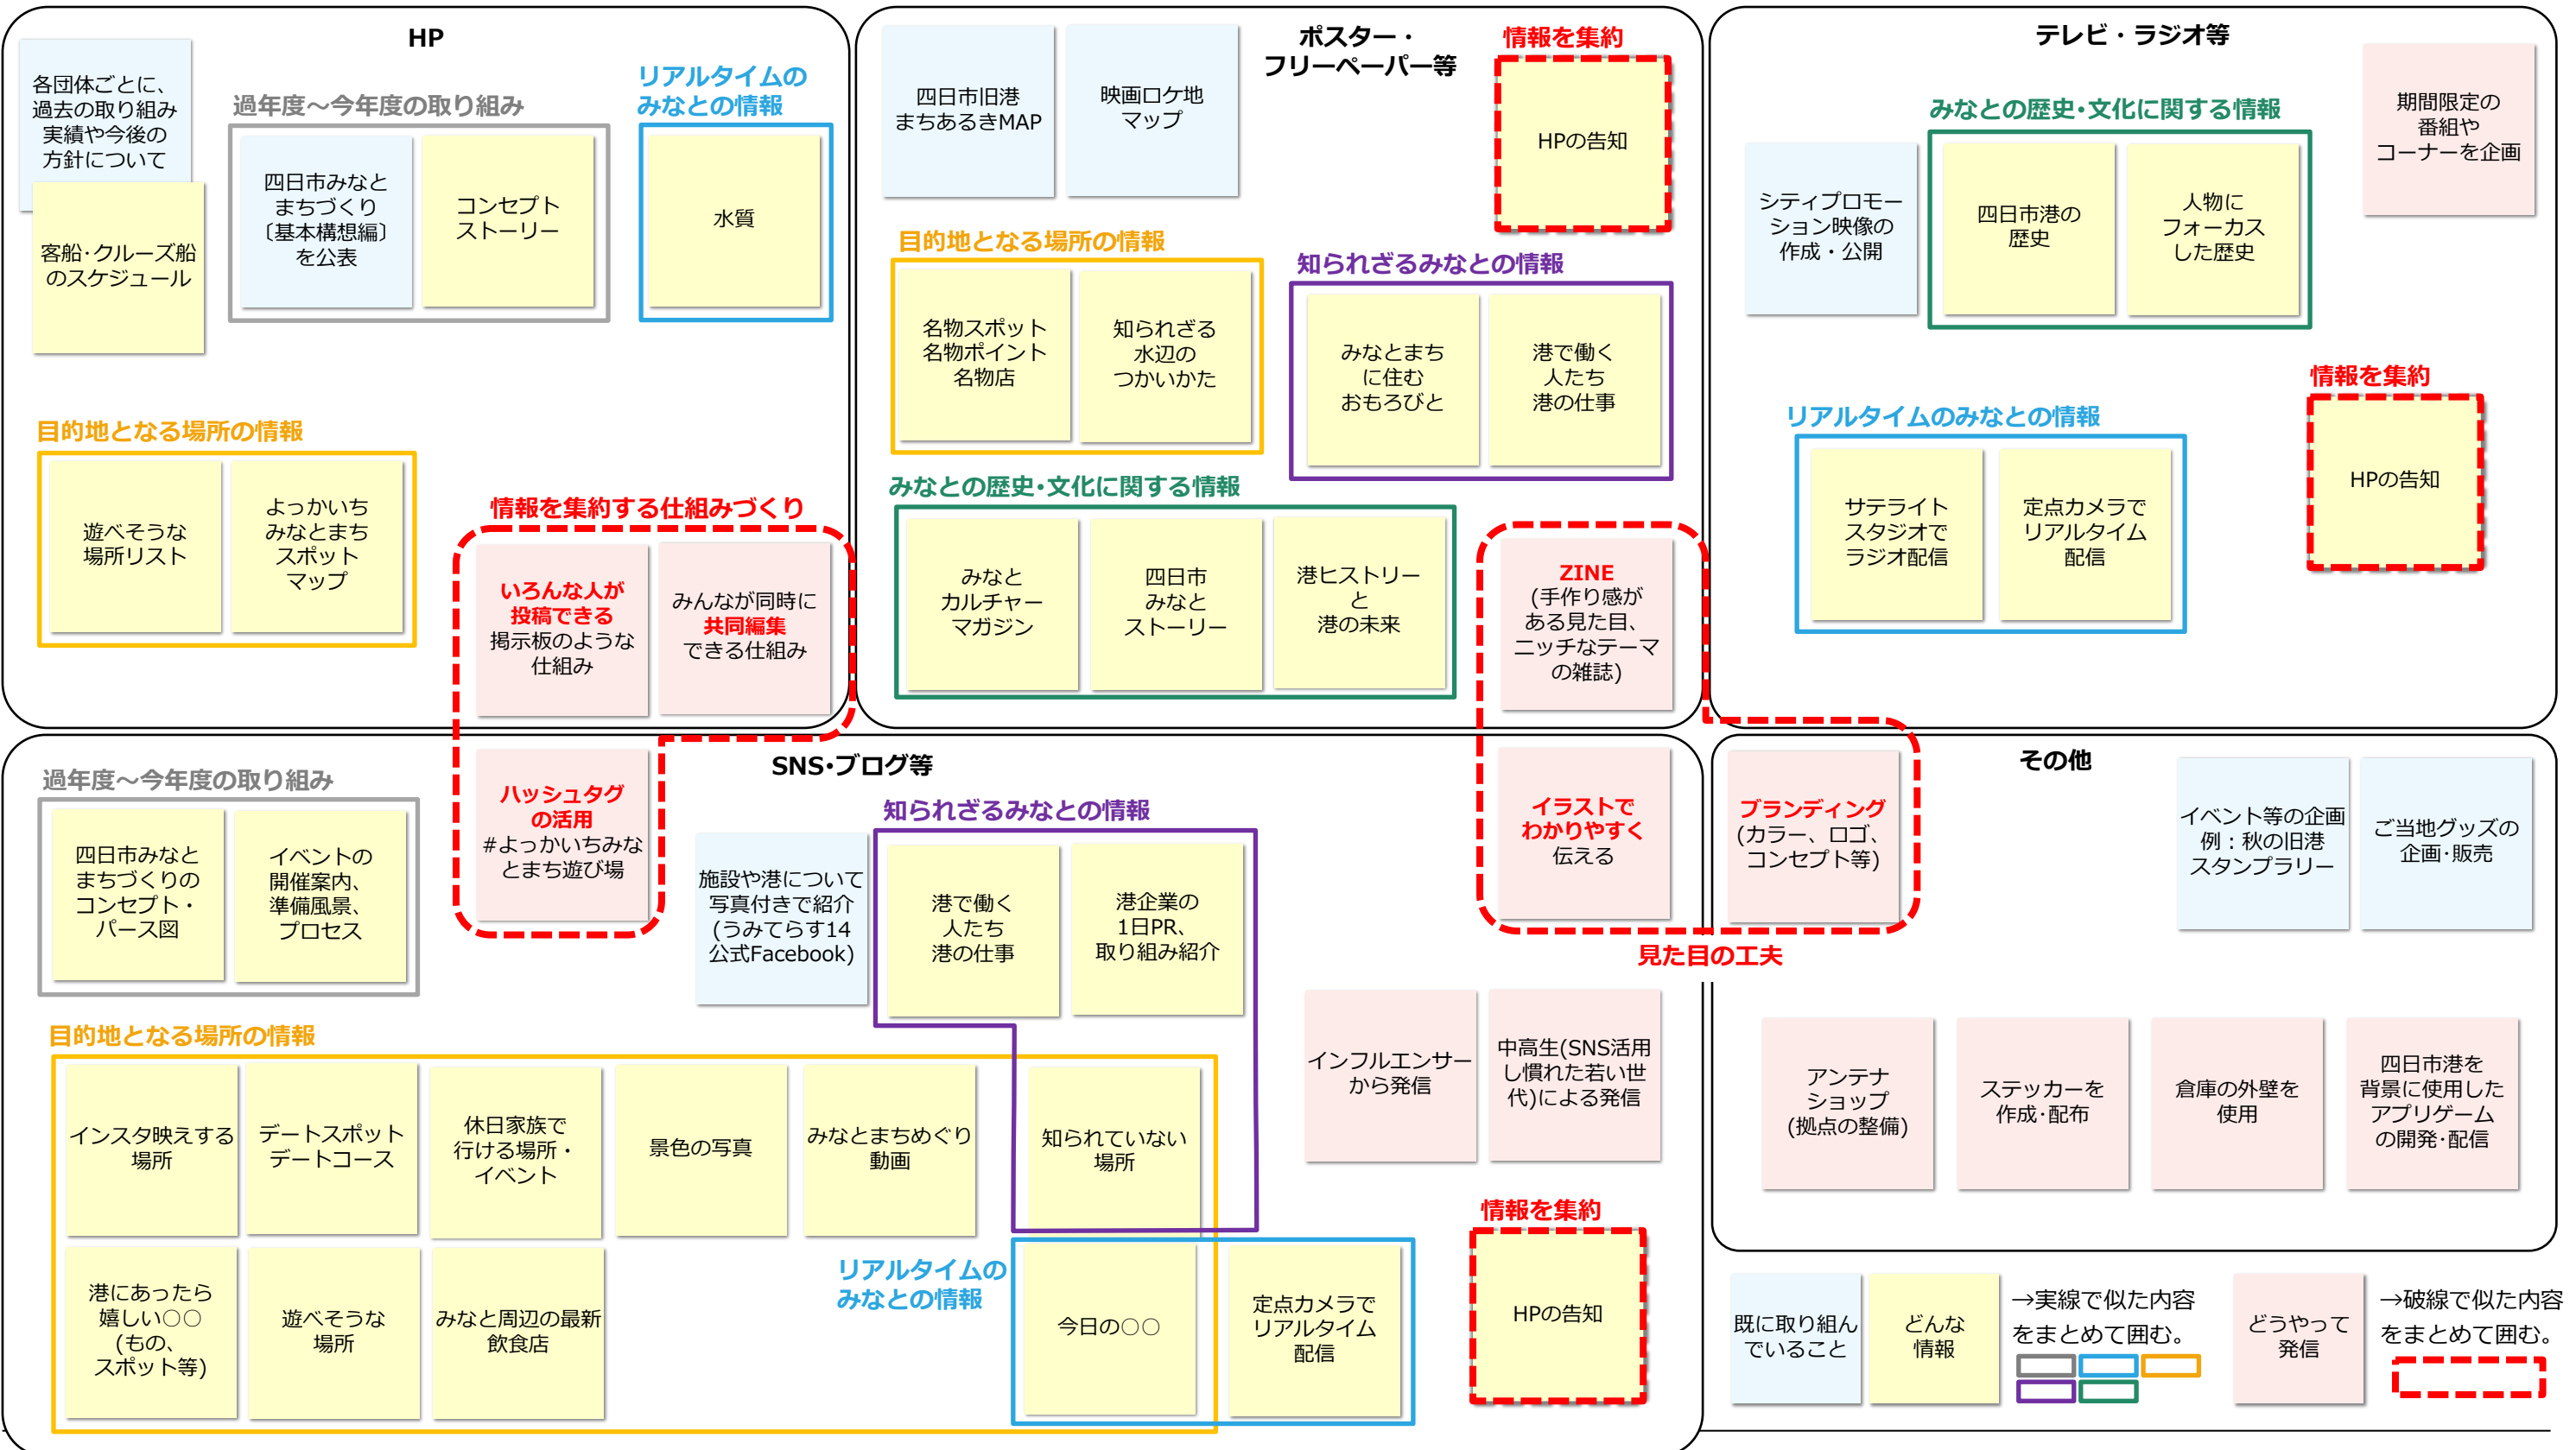 HP
各団体ごとに、
過去の取り組み
実績や今後の
方針について
客船･クルーズ船
のスケジュール
過年度～今年度の取り組み
四日市みなと
まちづくり
〔基本構想編〕
を公表
コンセプト
ストーリー
リアルタイムの
みなとの情報
水質
目的地となる場所の情報
遊べそうな
場所リスト
よっかいち
みなとまち
スポット
マップ
情報を集約する仕組みづくり
いろんな人が
投稿できる
掲示板のような
仕組み
みんなが同時に
共同編集
できる仕組み
ポスター・
フリーペーパー等
四日市旧港
まちあるきMAP
映画ロケ地
マップ
情報を集約
HPの告知
目的地となる場所の情報
名物スポット
名物ポイント
名物店
知られざる
水辺の
つかいかた
知られざるみなとの情報
みなとまち
に住む
おもろびと
港で働く
人たち
港の仕事
みなとの歴史･文化に関する情報
みなと
カルチャー
マガジン
四日市
みなと
ストーリー
港ヒストリー
と
港の未来
ZINE
(手作り感が
ある見た目、
ニッチなテーマ
の雑誌)
テレビ・ラジオ等
シティプロモー
ション映像の
作成・公開
みなとの歴史･文化に関する情報
四日市港の
歴史
人物に
フォーカス
した歴史
期間限定の
番組や
コーナーを企画
リアルタイムのみなとの情報
サテライト
スタジオで
ラジオ配信
定点カメラで
リアルタイム
配信
情報を集約
HPの告知
SNS･ブログ等
過年度～今年度の取り組み
四日市みなと
まちづくりの
コンセプト・
パース図
イベントの
開催案内、
準備風景、
プロセス
ハッシュタグ
の活用
#よっかいちみな
とまち遊び場
施設や港について
写真付きで紹介
(うみてらす14
公式Facebook)
知られざるみなとの情報
港で働く
人たち
港の仕事
港企業の
1日PR、
取り組み紹介
イラストで
わかりやすく
伝える
目的地となる場所の情報
インスタ映えする
場所
デートスポット
デートコース
休日家族で
行ける場所・
イベント
景色の写真
みなとまちめぐり
動画
知られていない
場所
インフルエンサー
から発信
中高生(SNS活用
し慣れた若い世
代)による発信
港にあったら
嬉しい○○
(もの、
スポット等)
遊べそうな
場所
みなと周辺の最新
飲食店
リアルタイムの
みなとの情報
今日の○○
定点カメラで
リアルタイム
配信
情報を集約
HPの告知
その他
ブランディング
(カラー、ロゴ、
コンセプト等)
見た目の工夫
イベント等の企画
例：秋の旧港
スタンプラリー
ご当地グッズの
企画･販売
アンテナ
ショップ
(拠点の整備)
ステッカーを
作成･配布
倉庫の外壁を
使用
四日市港を
背景に使用した
アプリゲーム
の開発･配信
既に取り組ん
でいること
どんな
情報
→実線で似た内容
をまとめて囲む。
どうやって
発信
→破線で似た内容
をまとめて囲む。